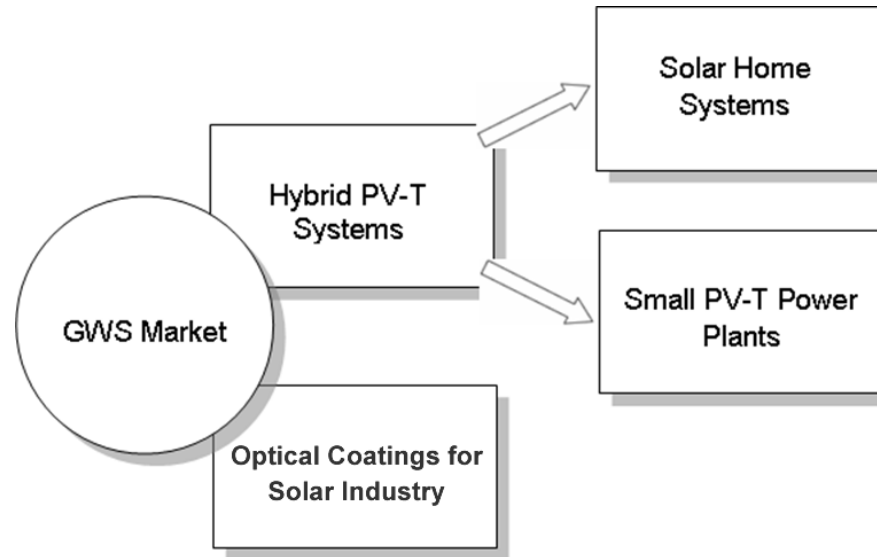 Solar Home
Systems
Hybrid PV-T
Systems
GWS Market
Small PV-T Power
Plants
Optical Coatings for
Solar Industry